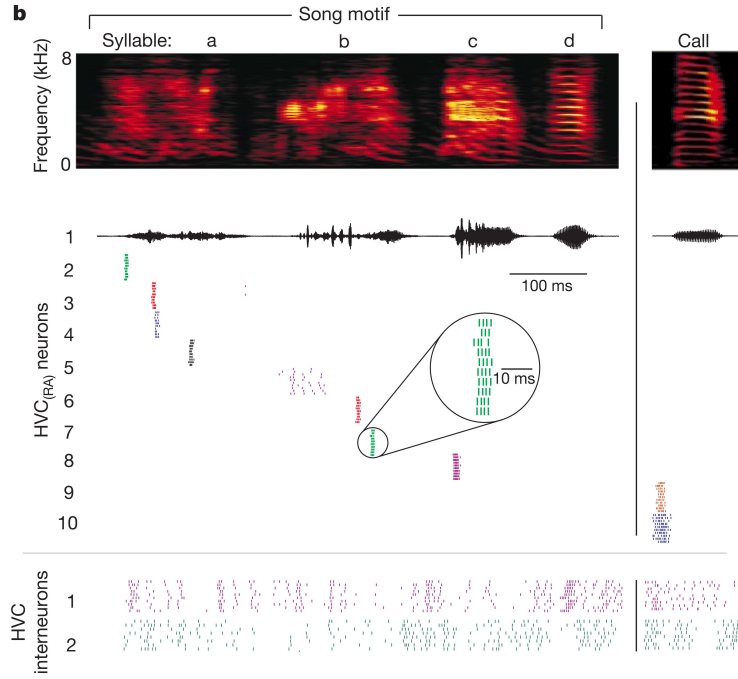 b
Song motif
Syllable: a b c d Call
Frequency (kHz)
8
0
HVC(RA) neurons
1
2
3
4
5
6
7
8
9
10
100 ms
10 ms
HVC
interneurons
1
2